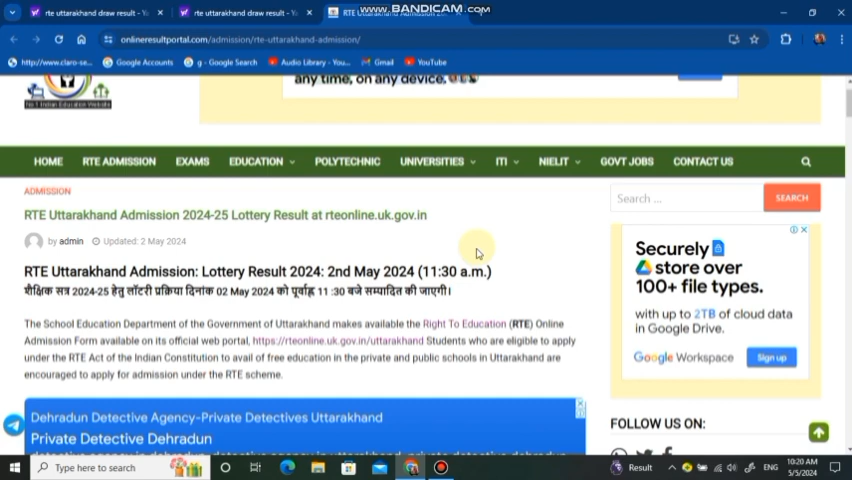 WWW.BANDICAM.COM
rte uttarakhand draw result - Ya
rte uttarakhand draw result - Ya
RTE Uttarakhand Admission 202
onlineresultportal.com/admission/rte-uttarakhand-admission/
http://www.claro-se...
Google Accounts
g - Google Search
Audio Library - You...
Gmail
YouTube
any time, on any device.
No.1 Indian Education Website
HOME
RTE ADMISSION
EXAMS
EDUCATION
POLYTECHNIC
UNIVERSITIES
ITI
NIELIT
GOVT JOBS
CONTACT US
ADMISSION
RTE Uttarakhand Admission 2024-25 Lottery Result at rteonline.uk.gov.in
by admin Updated: 2 May 2024
RTE Uttarakhand Admission: Lottery Result 2024: 2nd May 2024 (11:30 a.m.)
शैक्षिक सत्र 2024-25 हेतु लॉटरी प्रक्रिया दिनांक 02 May 2024 को पूर्वाह्न 11 :30 बजे सम्पादित की जाएगी।
The School Education Department of the Government of Uttarakhand makes available the Right To Education (RTE) Online
Admission Form available on its official web portal, https://rteonline.uk.gov.in/uttarakhand Students who are eligible to apply
under the RTE Act of the Indian Constitution to avail of free education in the private and public schools in Uttarakhand are
encouraged to apply for admission under the RTE scheme.
Dehradun Detective Agency-Private Detectives Uttarakhand
Private Detective Dehradun
Search ...
SEARCH
Securely
store over
100+ file types.
with up to 2TB of cloud data
in Google Drive.
Google Workspace
Sign up
FOLLOW US ON:
Type here to search
Result
ENG
10:20 AM
5/5/2024